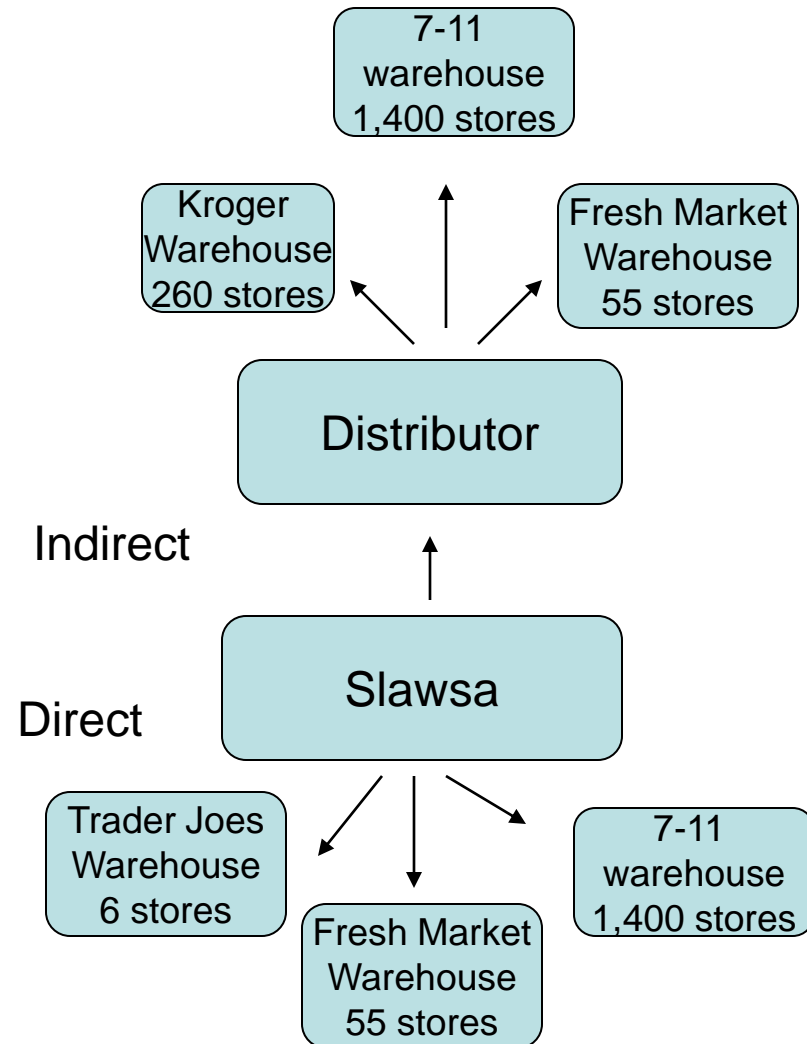 7-11
warehouse
1,400 stores
Kroger
Warehouse
260 stores
Fresh Market
Warehouse
55 stores
Distributor
Indirect
Slawsa
Direct
Trader Joes
Warehouse
6 stores
7-11
warehouse
1,400 stores
Fresh Market
Warehouse
55 stores